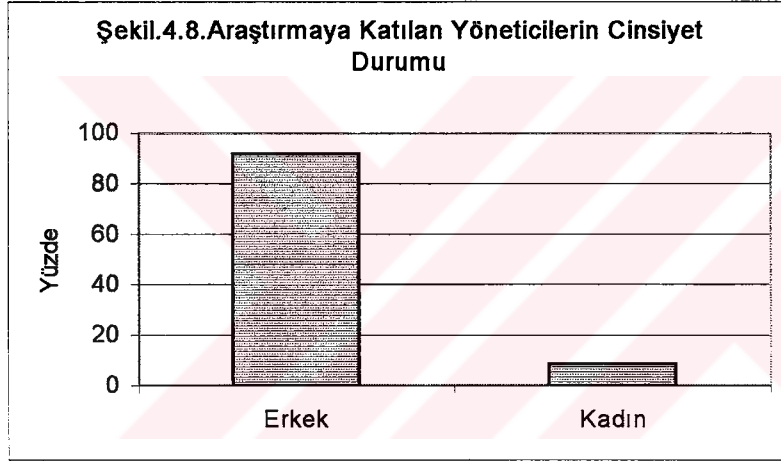 Şekil.4.8.Araştırmaya Katılan Yöneticilerin Cinsiyet
Durumu
Yüzde
100
80
60
40
20
0
Erkek
Kadın